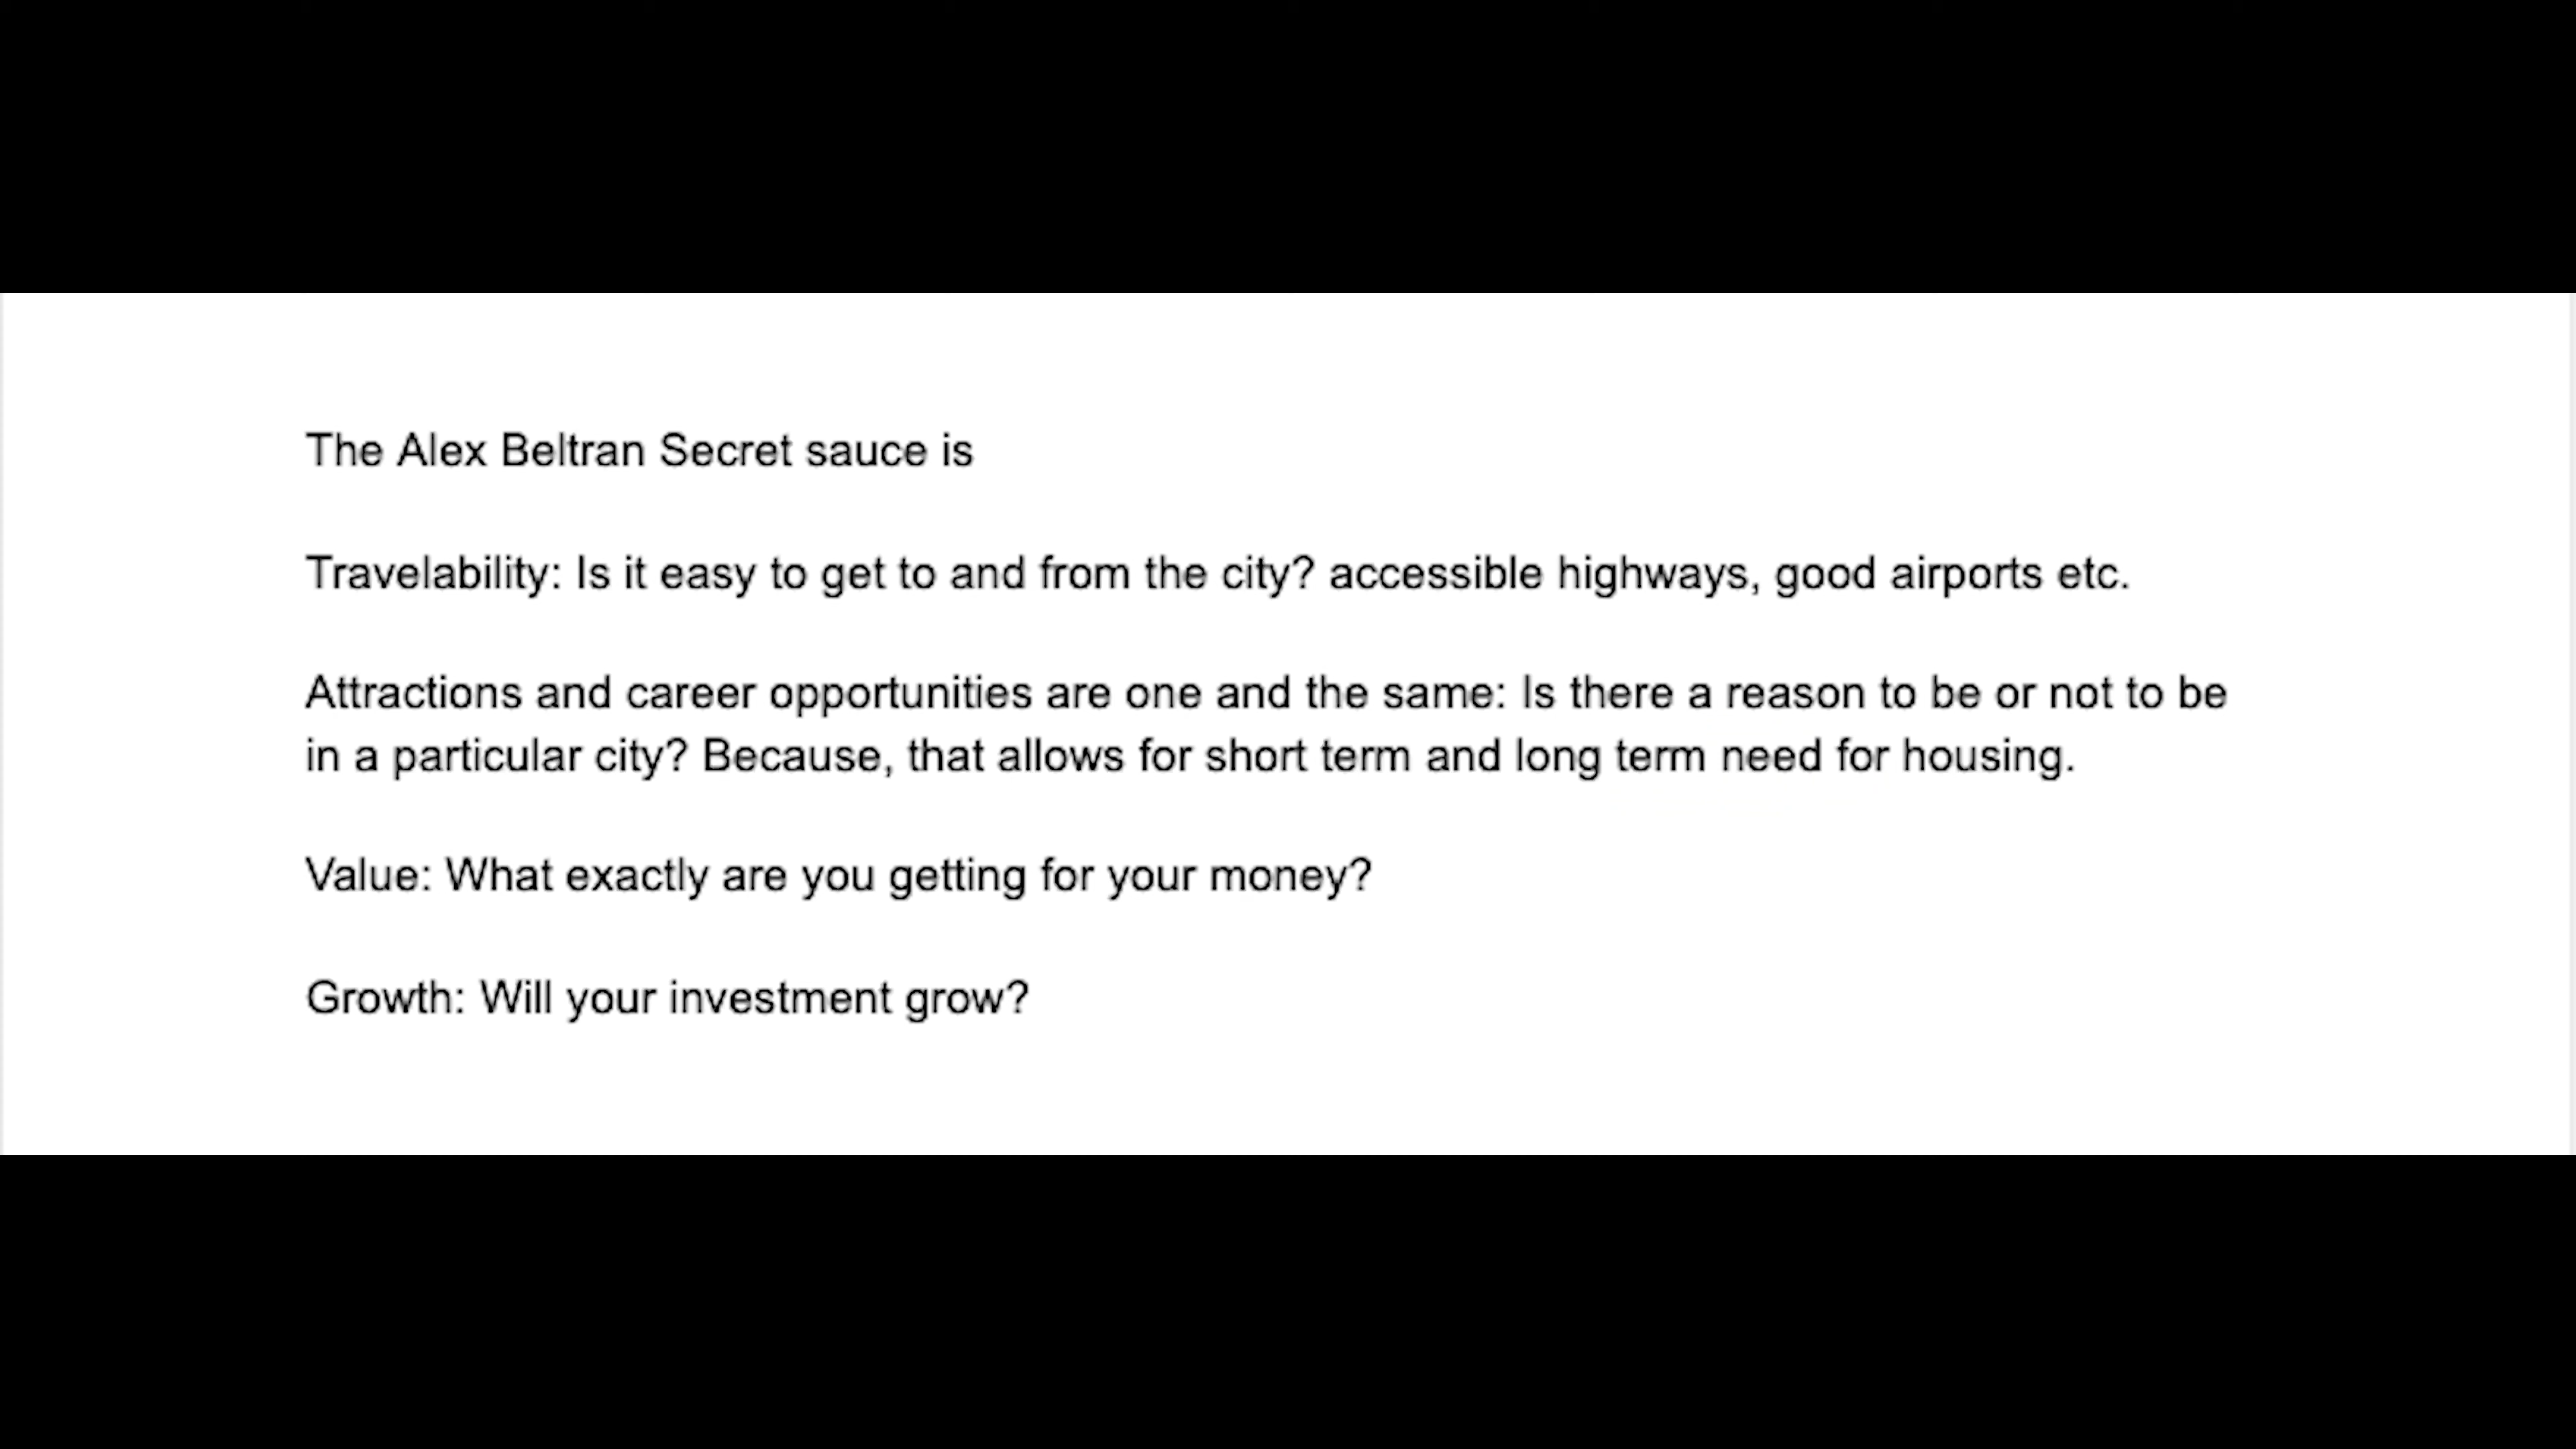 The Alex Beltran Secret sauce is
Travelability: Is it easy to get to and from the city? accessible highways, good airports etc.
Attractions and career opportunities are one and the same: Is there a reason to be or not to be
in a particular city? Because, that allows for short term and long term need for housing.
Value: What exactly are you getting for your money?
Growth: Will your investment grow?